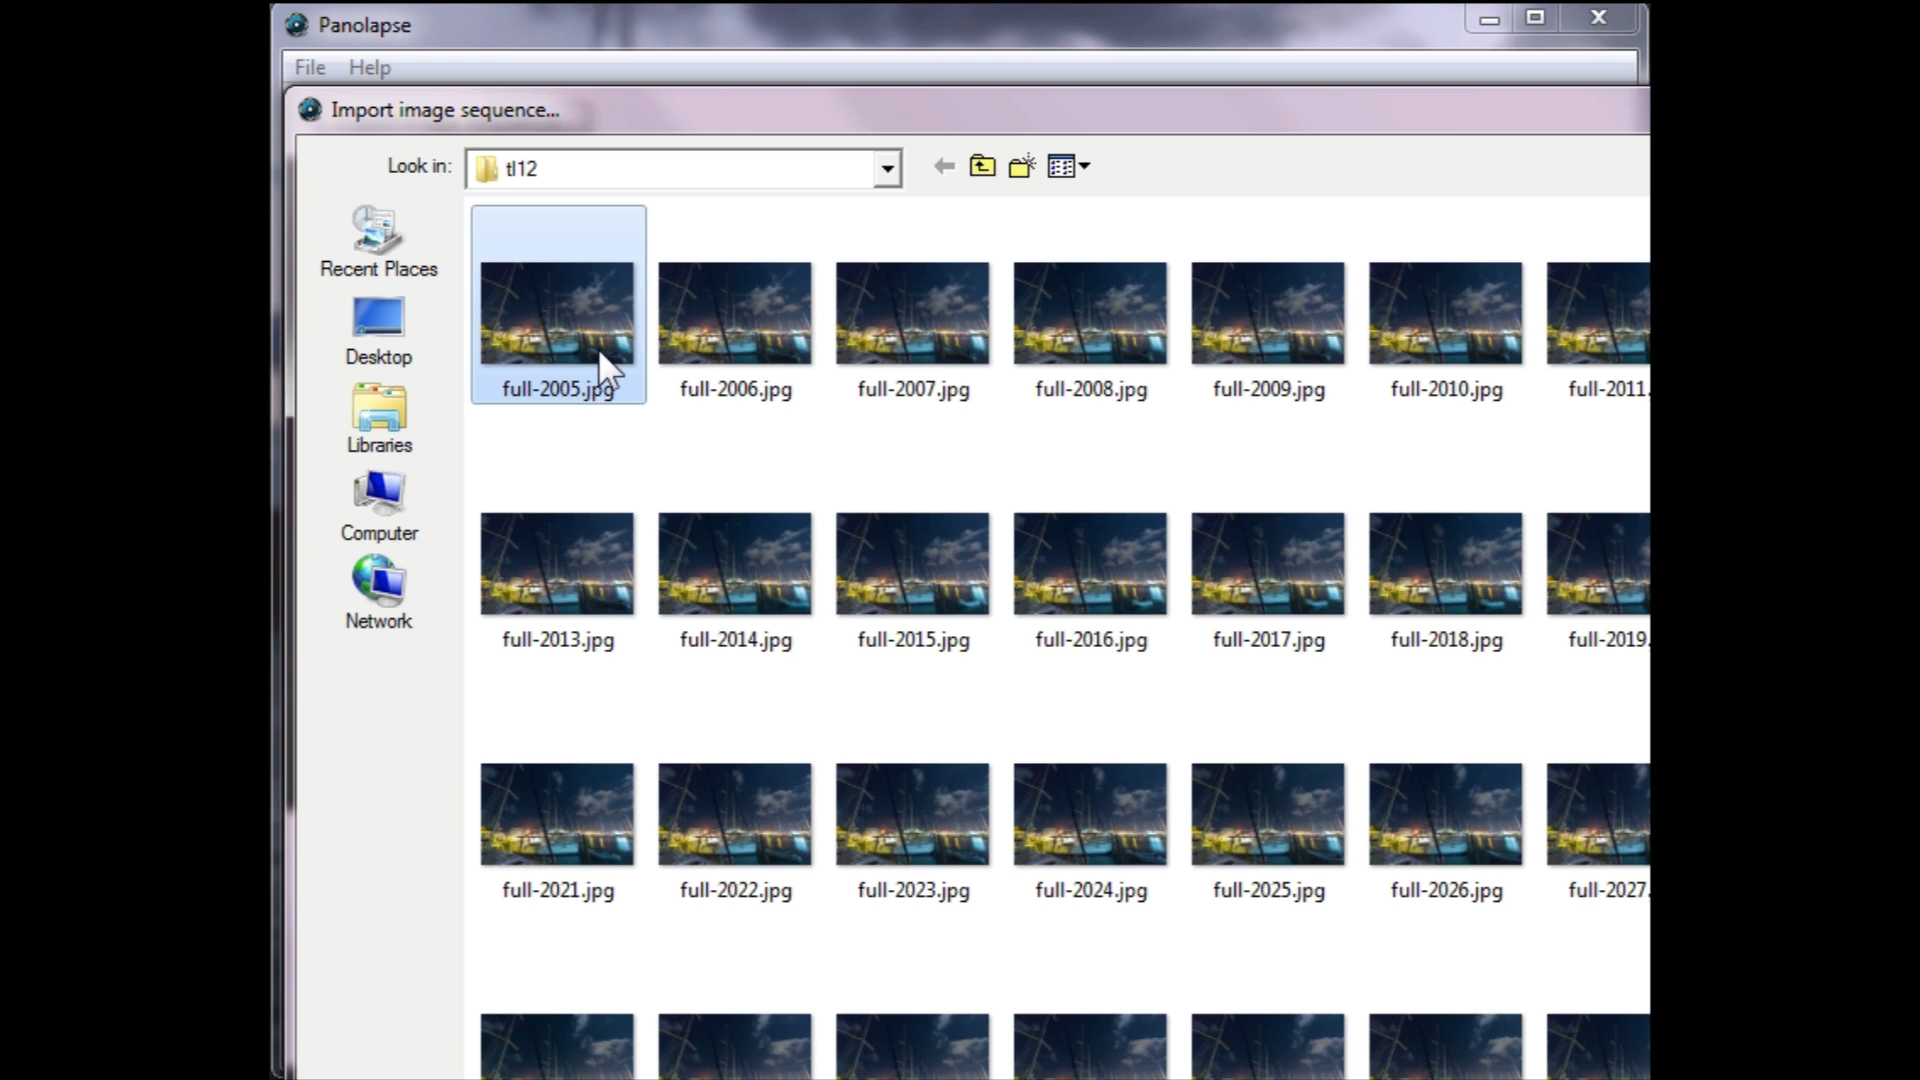 Panolapse
File Help
Import image sequence...
Look in: tl12
Recent Places
Desktop
Libraries
Computer
Network
full-2005.jpg full-2006.jpg full-2007.jpg full-2008.jpg full-2009.jpg full-2010.jpg full-2011.
full-2013.jpg full-2014.jpg full-2015.jpg full-2016.jpg full-2017.jpg full-2018.jpg full-2019.
full-2021.jpg full-2022.jpg full-2023.jpg full-2024.jpg full-2025.jpg full-2026.jpg full-2027.